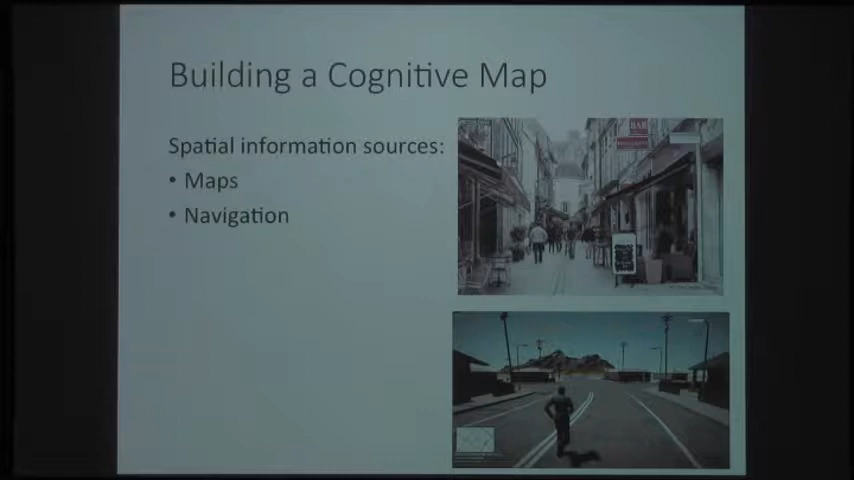 Building a Cognitive Map
Spatial information sources:
• Maps
• Navigation
BAR